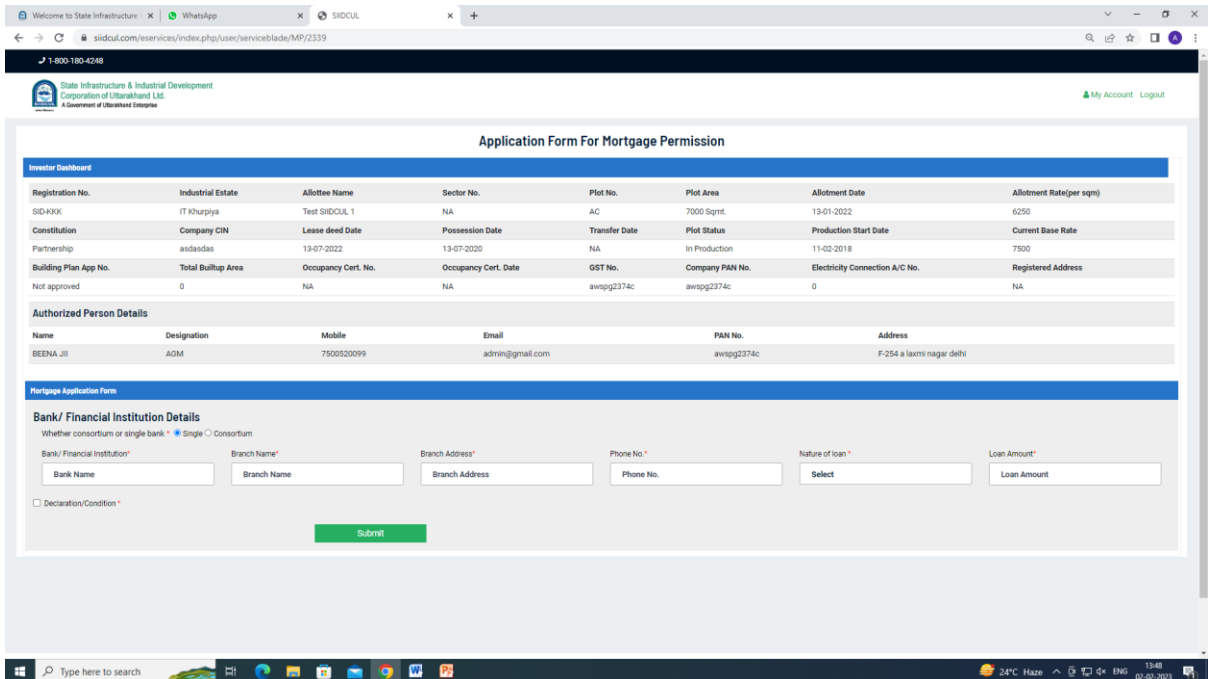 Welcome to State Infrastructure WhatsApp SIIDCUL
siidcul.com/eservices/index.php/user/serviceblade/MP/2339 A
1-800-180-4248
State Infrastructure & Industrial Development
Corporation of Uttarakhand Ltd.
A Government of Uttarakhand Enterprise
My Account Logout
Application Form For Mortgage Permission
Investor Dashboard
Registration No. Industrial Estate Allottee Name Sector No. Plot No. Plot Area Allotment Date Allotment Rate(per sqm)
SID-KKK IT Khurpiya Test SIIDCUL 1 NA AC 7000 Sqmt. 13-01-2022 6250
Constitution Company CIN Lease deed Date Possession Date Transfer Date Plot Status Production Start Date Current Base Rate
Partnership asdasdas 13-07-2022 13-07-2020 NA In Production 11-02-2018 7500
Building Plan App No. Total Builtup Area Occupancy Cert. No. Occupancy Cert. Date GST No. Company PAN No. Electricity Connection A/C No. Registered Address
Not approved 0 NA NA awspg2374c awspg2374c 0 NA
Authorized Person Details
Name Designation Mobile Email PAN No. Address
BEENA JII AGM 7500520099 admin@gmail.com awspg2374c F-254 a laxmi nagar delhi
Mortgage Application Form
Bank/ Financial Institution Details
Whether consortium or single bank * Single Consortium
Bank/ Financial Institution* Branch Name* Branch Address* Phone No.* Nature of loan * Loan Amount*
Bank Name Branch Name Branch Address Phone No. Select Loan Amount
Declaration/Condition *
Submit
Type here to search 24°C Haze ENG 13:48
02-02-2023